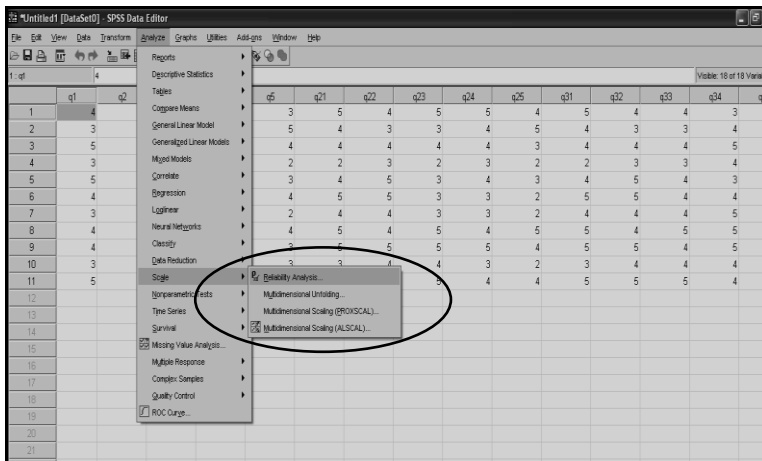 *Untitled1 [DataSet0] - SPSS Data Editor
File Edit View Data Transform Analyze Graphs Utilities Add-ons Window Help
1 : q1 4 Visible: 18 of 18 Varia
q1 q2 q5 q21 q22 q23 q24 q25 q31 q32 q33 q34
1 4 3 5 4 5 5 4 5 4 4 3
2 3 5 4 3 3 4 5 4 3 3 4
3 5 4 4 4 4 4 3 4 4 4 5
4 3 2 2 3 2 3 2 2 3 3 4
5 5 3 4 5 3 4 3 4 5 4 3
6 4 4 5 5 3 3 2 5 5 4 4
7 3 2 4 4 3 3 2 4 4 4 5
8 4 4 5 4 5 4 5 5 4 5 5
9 4 3 5 5 5 5 4 5 5 4 5
10 3 3 3 4 4 3 2 3 4 4 4
11 5 5 4 4 5 5 5 4
12
13
14
15
16
17
18
19
20
21
Reports
Descriptive Statistics
Tables
Compare Means
General Linear Model
Generalized Linear Models
Mixed Models
Correlate
Regression
Loglinear
Neural Networks
Classify
Data Reduction
Scale
Nonparametric Tests
Time Series
Survival
Missing Value Analysis...
Multiple Response
Complex Samples
Quality Control
ROC Curve...
Reliability Analysis...
Multidimensional Unfolding...
Multidimensional Scaling (PROXSCAL)...
Multidimensional Scaling (ALSCAL)...